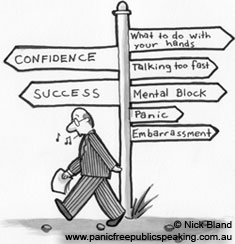 What to do with
your hands
CONFIDENCE
Talking too fast
SUCCESS
Mental Block
Panic
Embarrassment
© Nick Bland
www.panicfreepublicspeaking.com.au